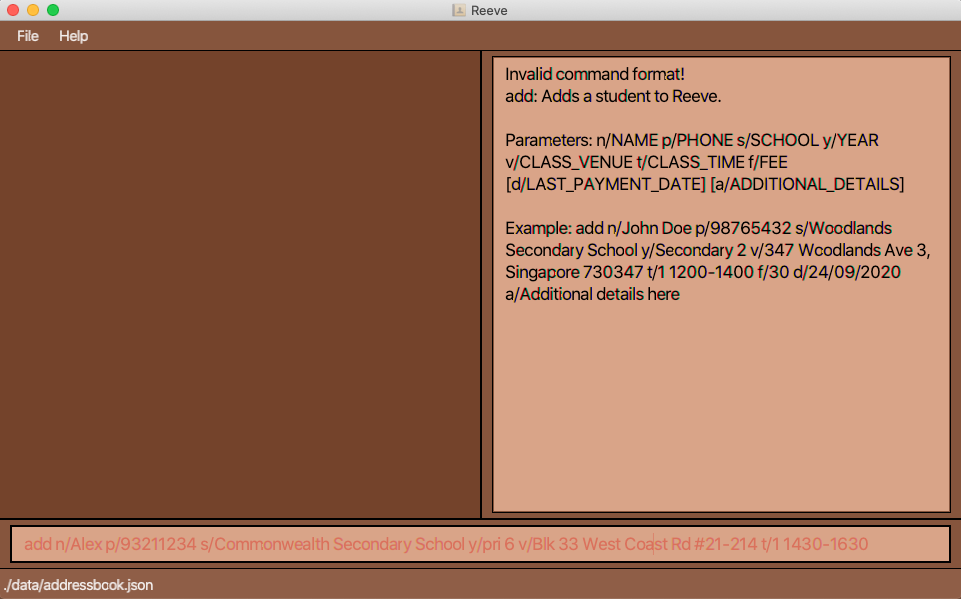 Reeve
File Help
Invalid command format!
add: Adds a student to Reeve.
Parameters: n/NAME p/PHONE s/SCHOOL y/YEAR
v/CLASS_VENUE t/CLASS_TIME f/FEE
[d/LAST_PAYMENT_DATE] [a/ADDITIONAL_DETAILS]
Example: add n/John Doe p/98765432 s/Woodlands
Secondary School y/Secondary 2 v/347 Woodlands Ave 3,
Singapore 730347 t/1 1200-1400 f/30 d/24/09/2020
a/Additional details here
add n/Alex p/93211234 s/Commonwealth Secondary School y/pri 6 v/Blk 33 West Coast Rd #21-214 t/1 1430-1630
./data/addressbook.json